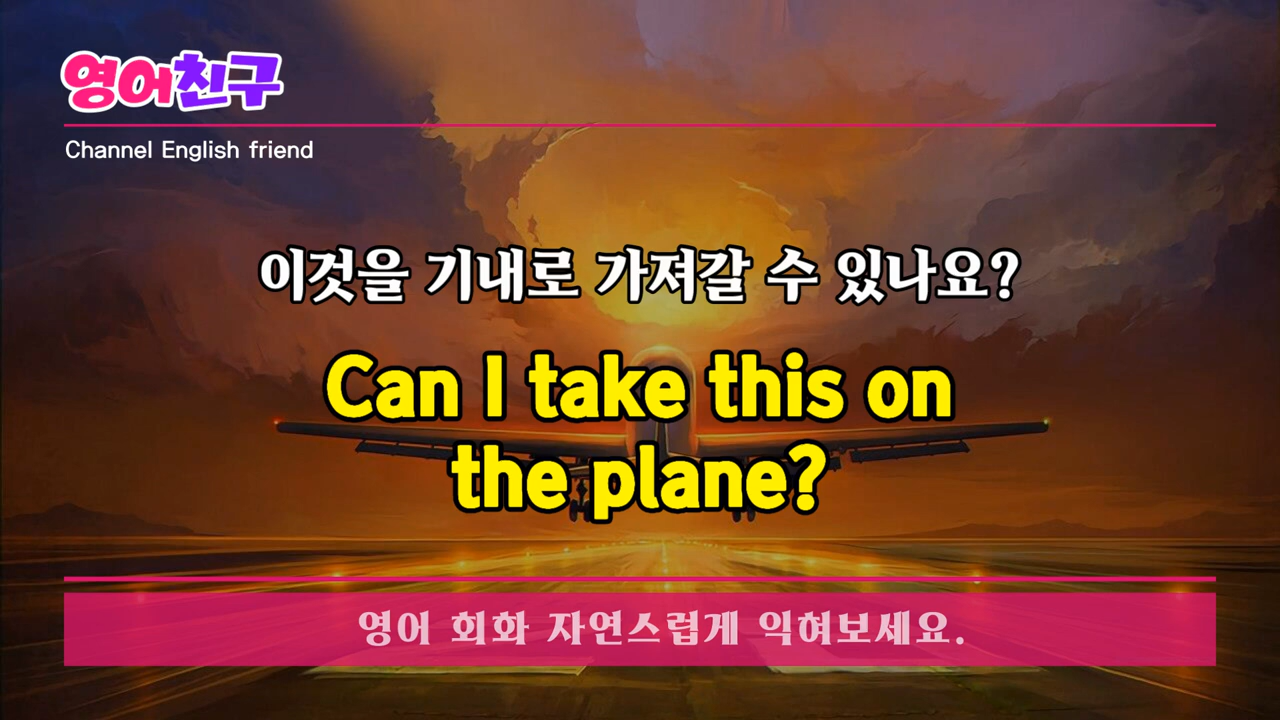 영어친구
Channel English friend
이것을 기내로 가져갈 수 있나요?
Can I take this on
the plane?
영어 회화 자연스럽게 익혀보세요.